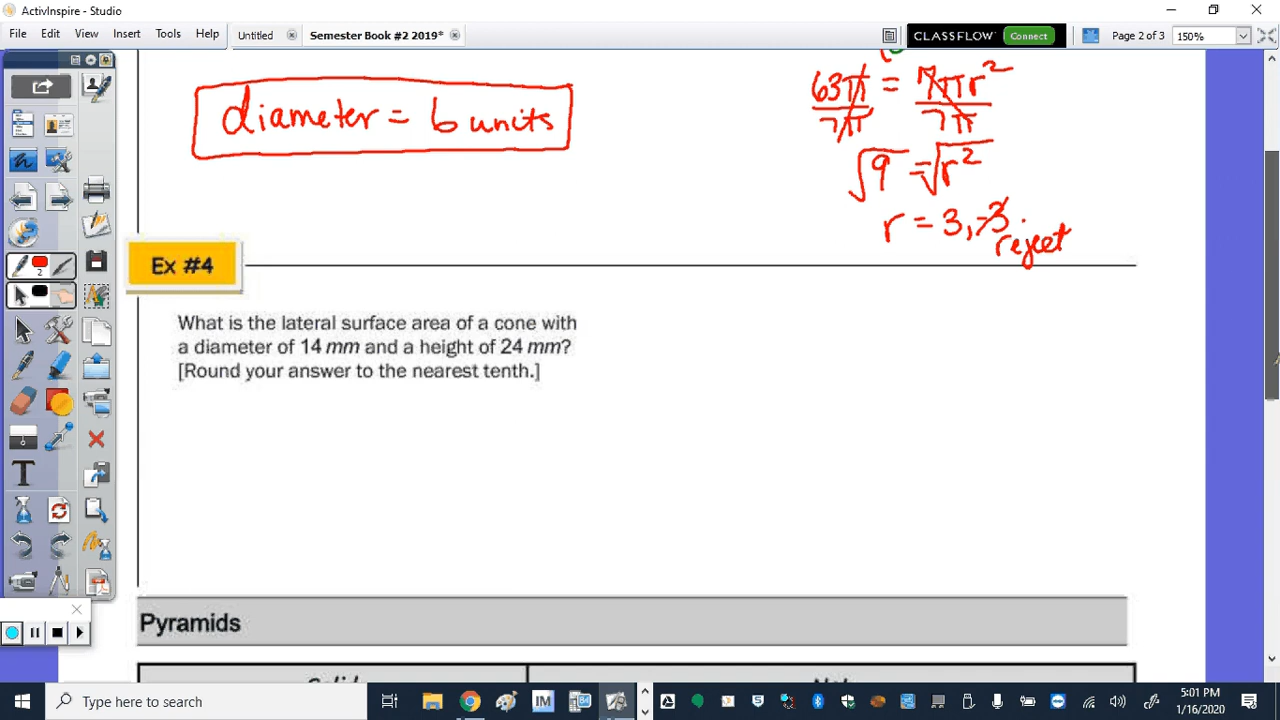 ActivInspire - Studio
File Edit View Insert Tools Help Untitled Semester Book #2 2019* CLASSFLOW Connect Page 2 of 3 150%
diameter = 6 units
63π = 7πr²
7π 7π
√9 = √r²
r = 3, -3
reject
2
Ex #4
What is the lateral surface area of a cone with
a diameter of 14 mm and a height of 24 mm?
[Round your answer to the nearest tenth.]
T
Pyramids
Type here to search
IM
5:01 PM
1/16/2020